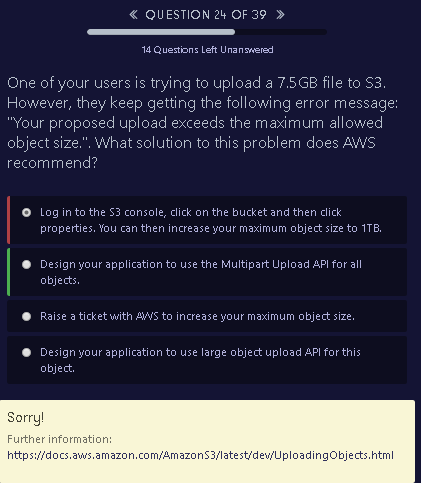 « QUESTION 24 OF 39 »
14 Questions Left Unanswered
One of your users is trying to upload a 7.5GB file to S3.
However, they keep getting the following error message:
"Your proposed upload exceeds the maximum allowed
object size.". What solution to this problem does AWS
recommend?
Log in to the S3 console, click on the bucket and then click
properties. You can then increase your maximum object size to 1TB.
Design your application to use the Multipart Upload API for all
objects.
Raise a ticket with AWS to increase your maximum object size.
Design your application to use large object upload API for this
object.
Sorry!
Further information:
https://docs.aws.amazon.com/AmazonS3/latest/dev/UploadingObjects.html